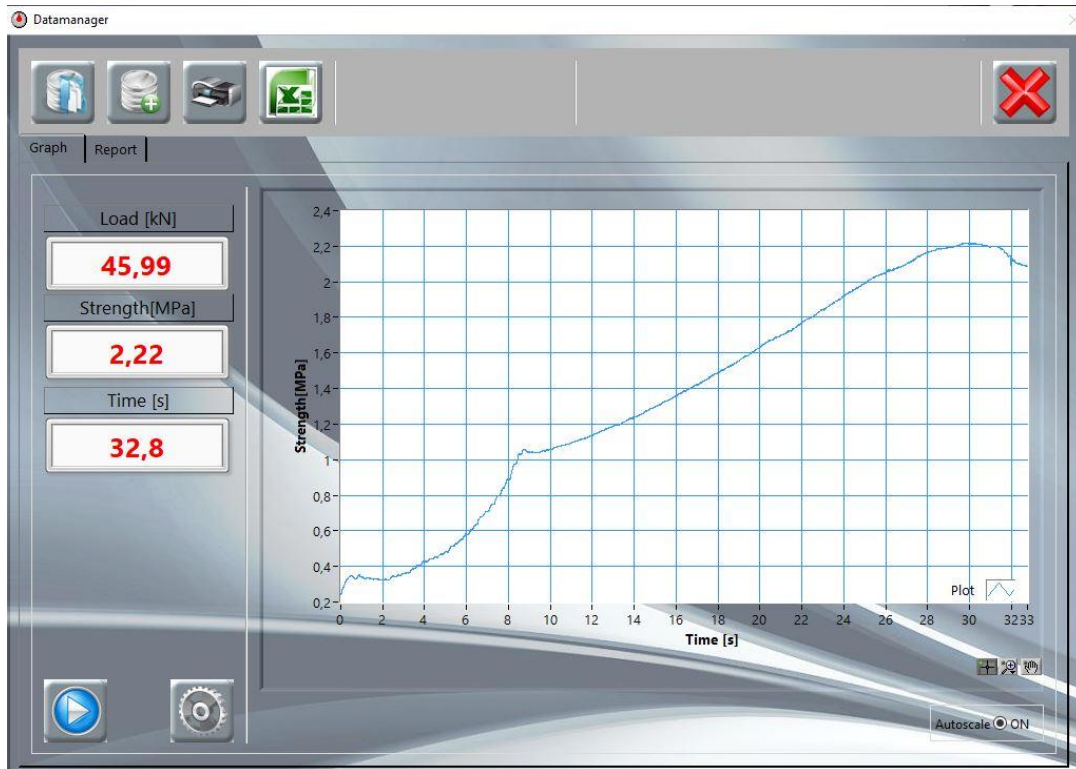 Datamanager
Graph
Report
Load [kN]
45,99
Strength[MPa]
2,22
Time [s]
32,8
Strength[MPa]
2,4
2,2
2
1,8
1,6
1,4
1,2
1
0,8
0,6
0,4
0,2
0 2 4 6 8 10 12 14 16 18 20 22 24 26 28 30 32 33
Time [s]
Plot
Autoscale ON